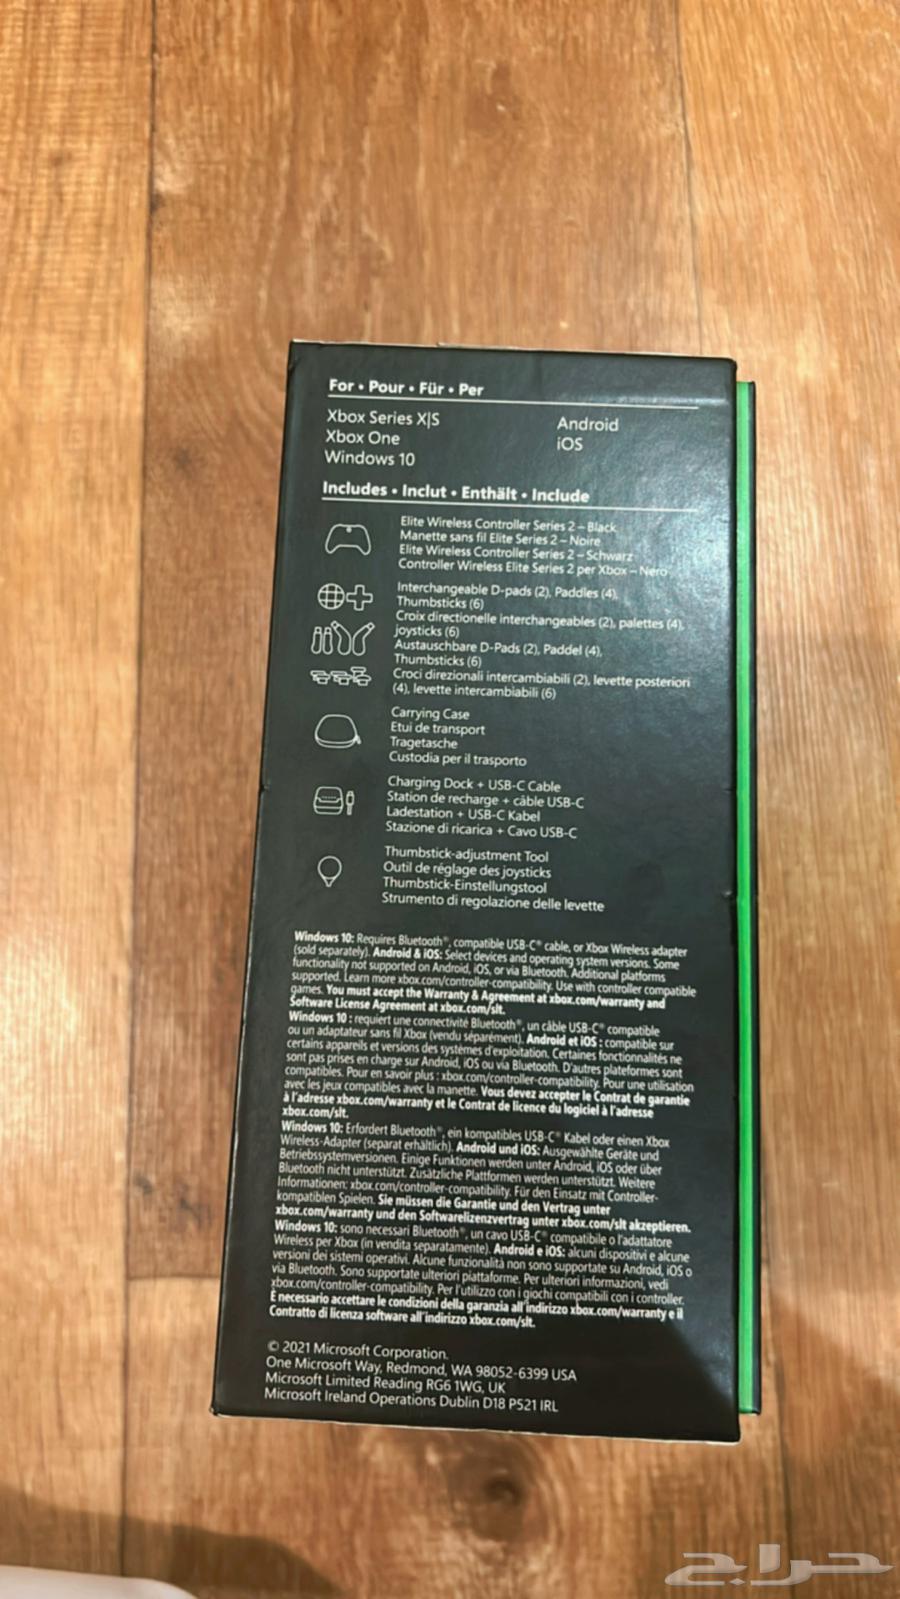 For • Pour • Für • Per
Xbox Series X|S
Xbox One
Windows 10
Android
iOS
Includes • Inclut • Enthält • Include
Elite Wireless Controller Series 2 – Black
Manette sans fil Elite Series 2 – Noire
Elite Wireless Controller Series 2 – Schwarz
Controller Wireless Elite Series 2 per Xbox – Nero
Interchangeable D-pads (2), Paddles (4),
Thumbsticks (6)
Croix directionelle interchangeables (2), palettes (4),
joysticks (6)
Austauschbare D-Pads (2), Paddel (4),
Thumbsticks (6)
Croci direzionali intercambiabili (2), levette posteriori
(4), levette intercambiabili (6)
Carrying Case
Etui de transport
Tragetasche
Custodia per il trasporto
Charging Dock + USB-C Cable
Station de recharge + câble USB-C
Ladestation + USB-C Kabel
Stazione di ricarica + Cavo USB-C
Thumbstick-adjustment Tool
Outil de réglage des joysticks
Thumbstick-Einstellungstool
Strumento di regolazione delle levette
Windows 10: Requires Bluetooth®, compatible USB-C® cable, or Xbox Wireless adapter
(sold separately). Android & iOS: Select devices and operating system versions. Some
functionality not supported on Android, iOS, or via Bluetooth. Additional platforms
supported. Learn more xbox.com/controller-compatibility. Use with controller compatible
games. You must accept the Warranty & Agreement at xbox.com/warranty and
Software License Agreement at xbox.com/slt.
Windows 10 : requiert une connectivité Bluetooth®, un câble USB-C® compatible
ou un adaptateur sans fil Xbox (vendu séparément). Android et iOS : compatible sur
certains appareils et versions des systèmes d'exploitation. Certaines fonctionnalités ne
sont pas prises en charge sur Android, iOS ou via Bluetooth. D'autres plateformes sont
compatibles. Pour en savoir plus : xbox.com/controller-compatibility. Pour une utilisation
avec les jeux compatibles avec la manette. Vous devez accepter le Contrat de garantie
à l'adresse xbox.com/warranty et le Contrat de licence du logiciel à l'adresse
xbox.com/slt.
Windows 10: Erfordert Bluetooth®, ein kompatibles USB-C® Kabel oder einen Xbox
Wireless-Adapter (separat erhältlich). Android und iOS: Ausgewählte Geräte und
Betriebssystemversionen. Einige Funktionen werden unter Android, iOS oder über
Bluetooth nicht unterstützt. Zusätzliche Plattformen werden unterstützt. Weitere
Informationen: xbox.com/controller-compatibility. Für den Einsatz mit Controller-
kompatiblen Spielen. Sie müssen die Garantie und den Vertrag unter
xbox.com/warranty und den Softwarelizenzvertrag unter xbox.com/slt akzeptieren.
Windows 10: sono necessari Bluetooth®, un cavo USB-C® compatibile o l'adattatore
Wireless per Xbox (in vendita separatamente). Android e iOS: alcuni dispositivi e alcune
versioni dei sistemi operativi. Alcune funzionalità non sono supportate su Android, iOS o
via Bluetooth. Sono supportate ulteriori piattaforme. Per ulteriori informazioni, vedi
xbox.com/controller-compatibility. Per l'utilizzo con i giochi compatibili con i controller.
È necessario accettare le condizioni della garanzia all'indirizzo xbox.com/warranty e il
Contratto di licenza software all'indirizzo xbox.com/slt.
© 2021 Microsoft Corporation.
One Microsoft Way, Redmond, WA 98052-6399 USA
Microsoft Limited Reading RG6 1WG, UK
Microsoft Ireland Operations Dublin D18 P521 IRL
حراج